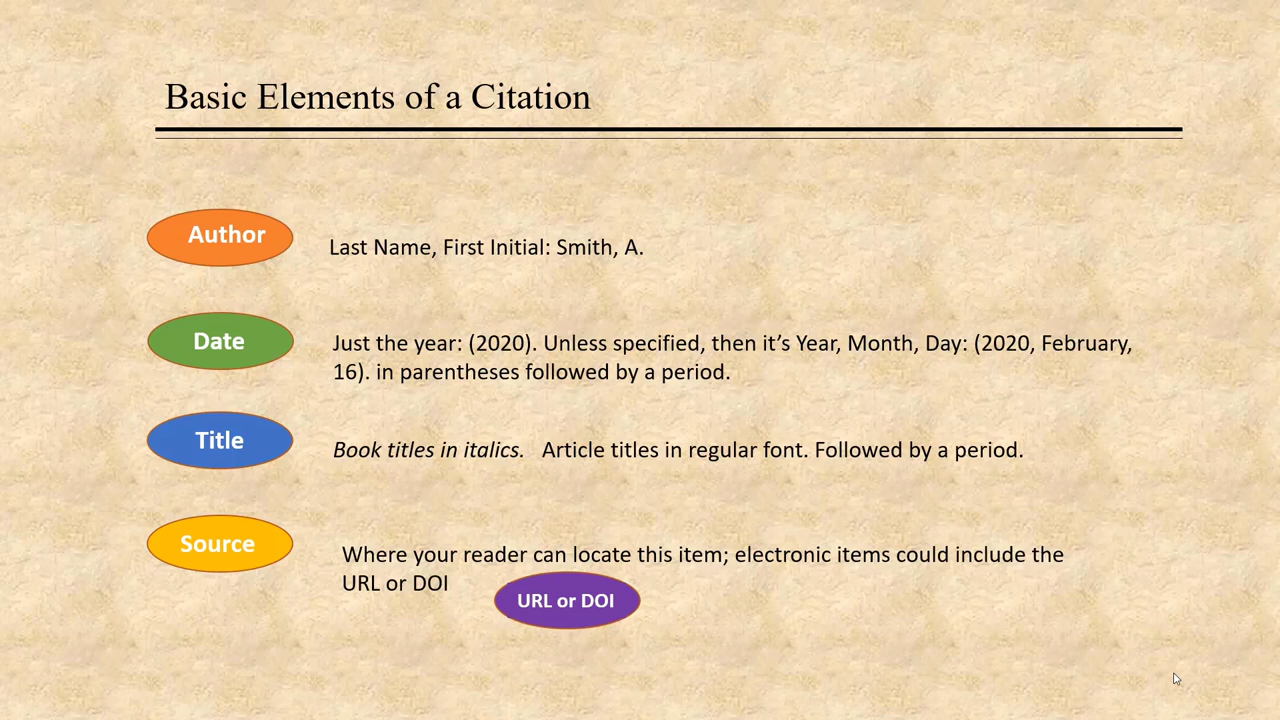 Basic Elements of a Citation
Author
Last Name, First Initial: Smith, A.
Date
Just the year: (2020). Unless specified, then it’s Year, Month, Day: (2020, February,
16). in parentheses followed by a period.
Title
Book titles in italics.   Article titles in regular font. Followed by a period.
Source
Where your reader can locate this item; electronic items could include the
URL or DOI
URL or DOI